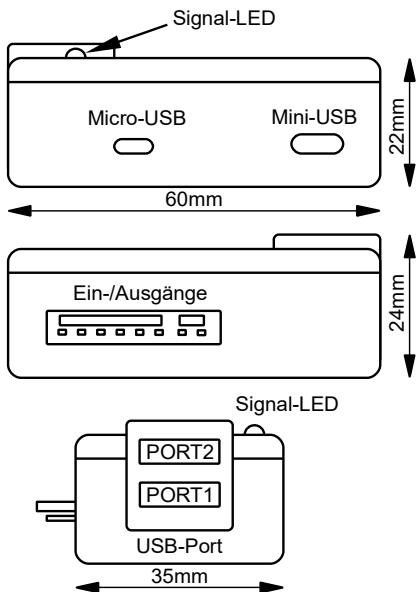 Signal-LED
Micro-USB
Mini-USB
22mm
60mm
Ein-/Ausgänge
24mm
Signal-LED
PORT2
PORT1
USB-Port
35mm